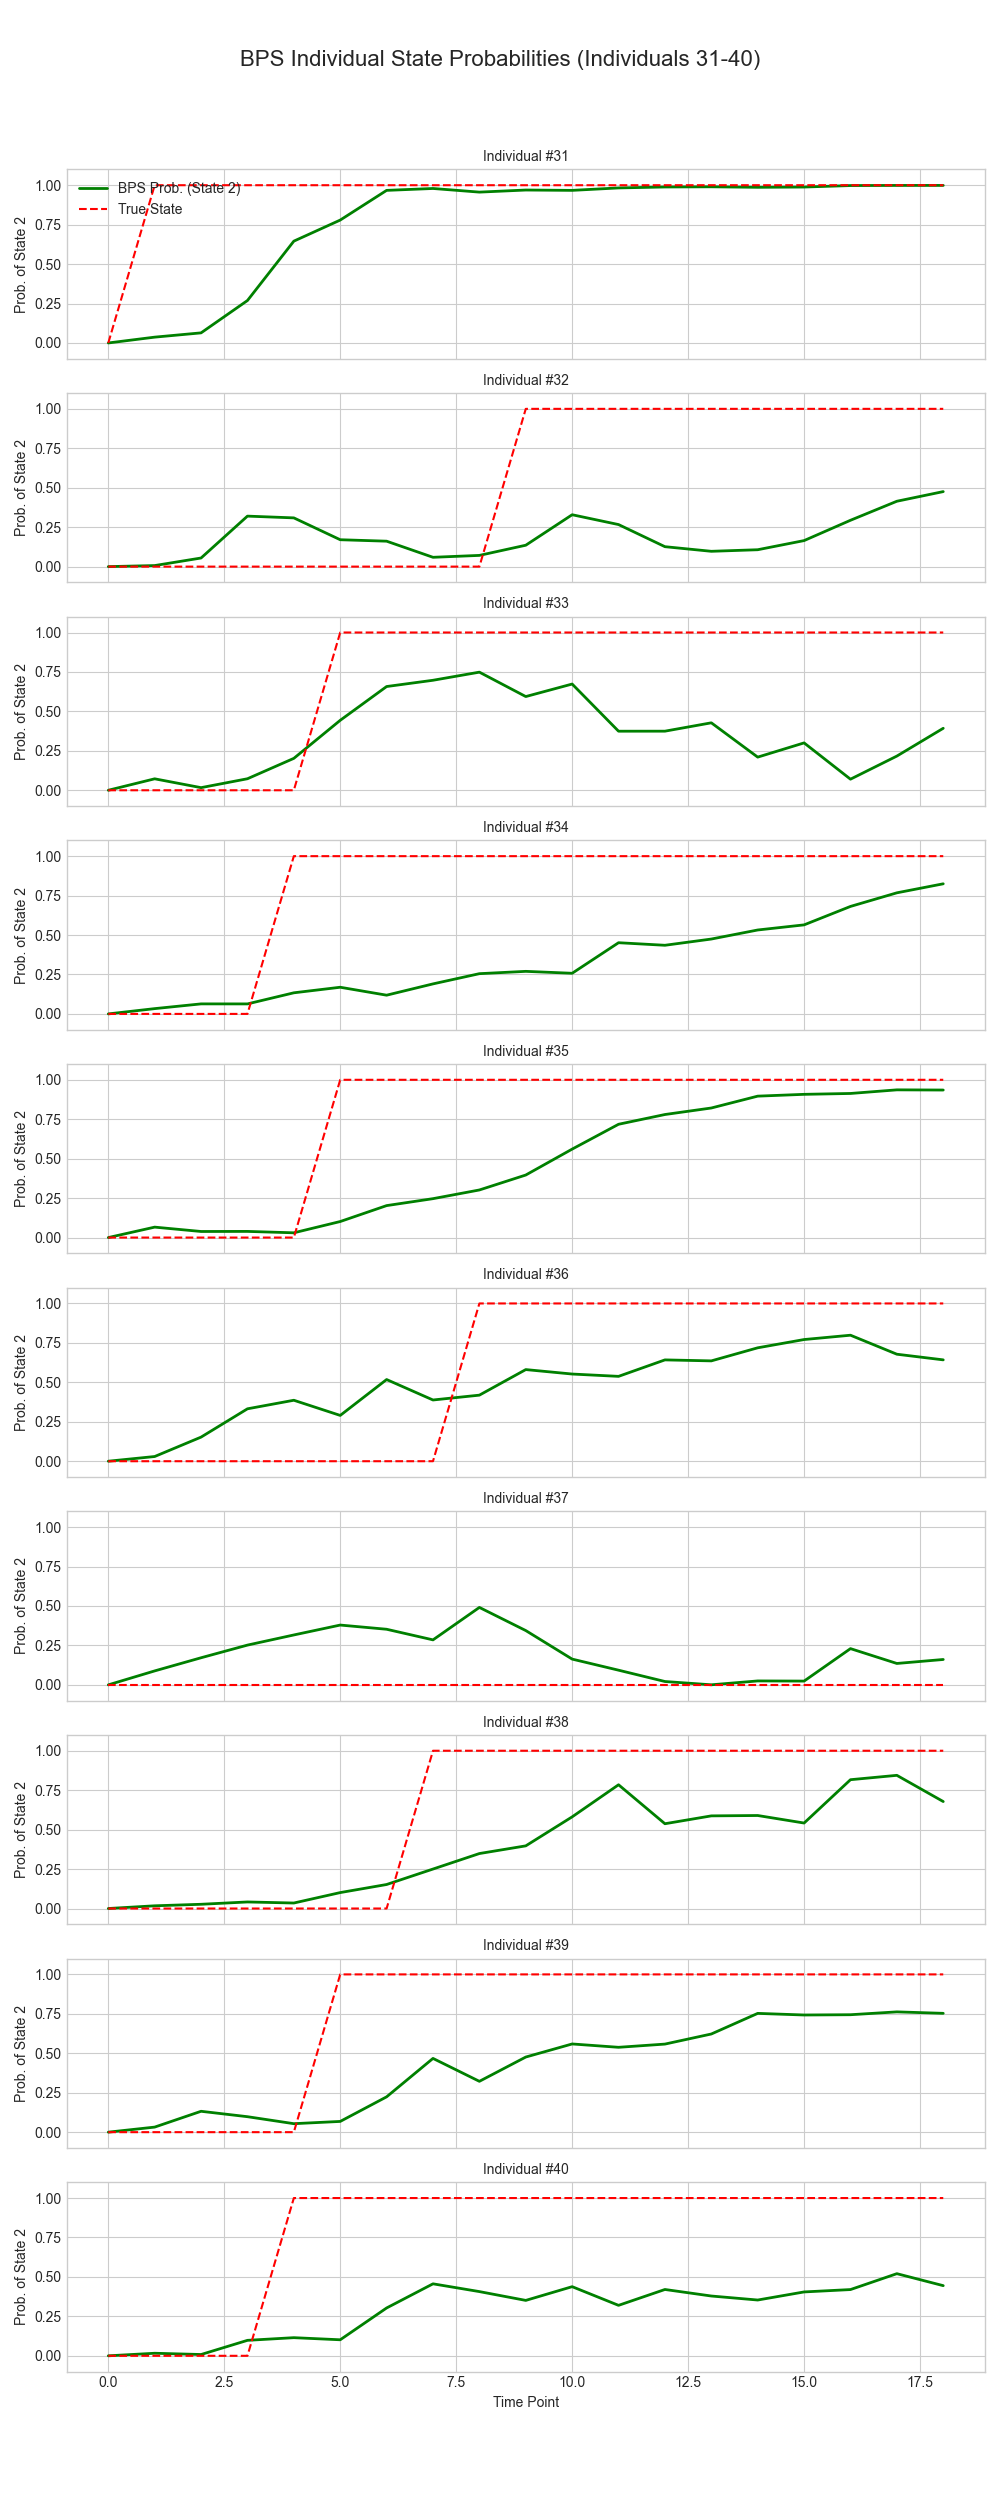 BPS Individual State Probabilities (Individuals 31-40)
Individual #31
BPS Prob. (State 2)
True State
Prob. of State 2
1.00
0.75
0.50
0.25
0.00
Individual #32
Prob. of State 2
1.00
0.75
0.50
0.25
0.00
Individual #33
Prob. of State 2
1.00
0.75
0.50
0.25
0.00
Individual #34
Prob. of State 2
1.00
0.75
0.50
0.25
0.00
Individual #35
Prob. of State 2
1.00
0.75
0.50
0.25
0.00
Individual #36
Prob. of State 2
1.00
0.75
0.50
0.25
0.00
Individual #37
Prob. of State 2
1.00
0.75
0.50
0.25
0.00
Individual #38
Prob. of State 2
1.00
0.75
0.50
0.25
0.00
Individual #39
Prob. of State 2
1.00
0.75
0.50
0.25
0.00
Individual #40
Prob. of State 2
1.00
0.75
0.50
0.25
0.00
0.0 2.5 5.0 7.5 10.0 12.5 15.0 17.5
Time Point